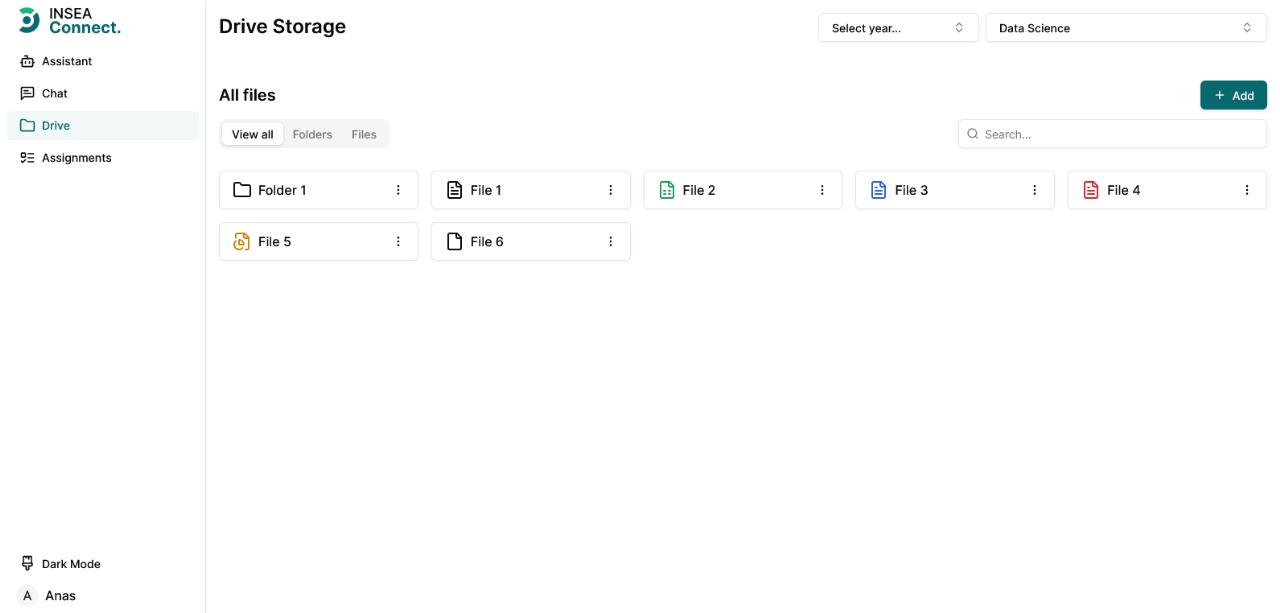 INSEA
Connect.
Assistant
Chat
Drive
Assignments
Dark Mode
A Anas
Drive Storage
Select year...
Data Science
All files
+ Add
View all Folders Files
Search...
Folder 1
File 1
File 2
File 3
File 4
File 5
File 6